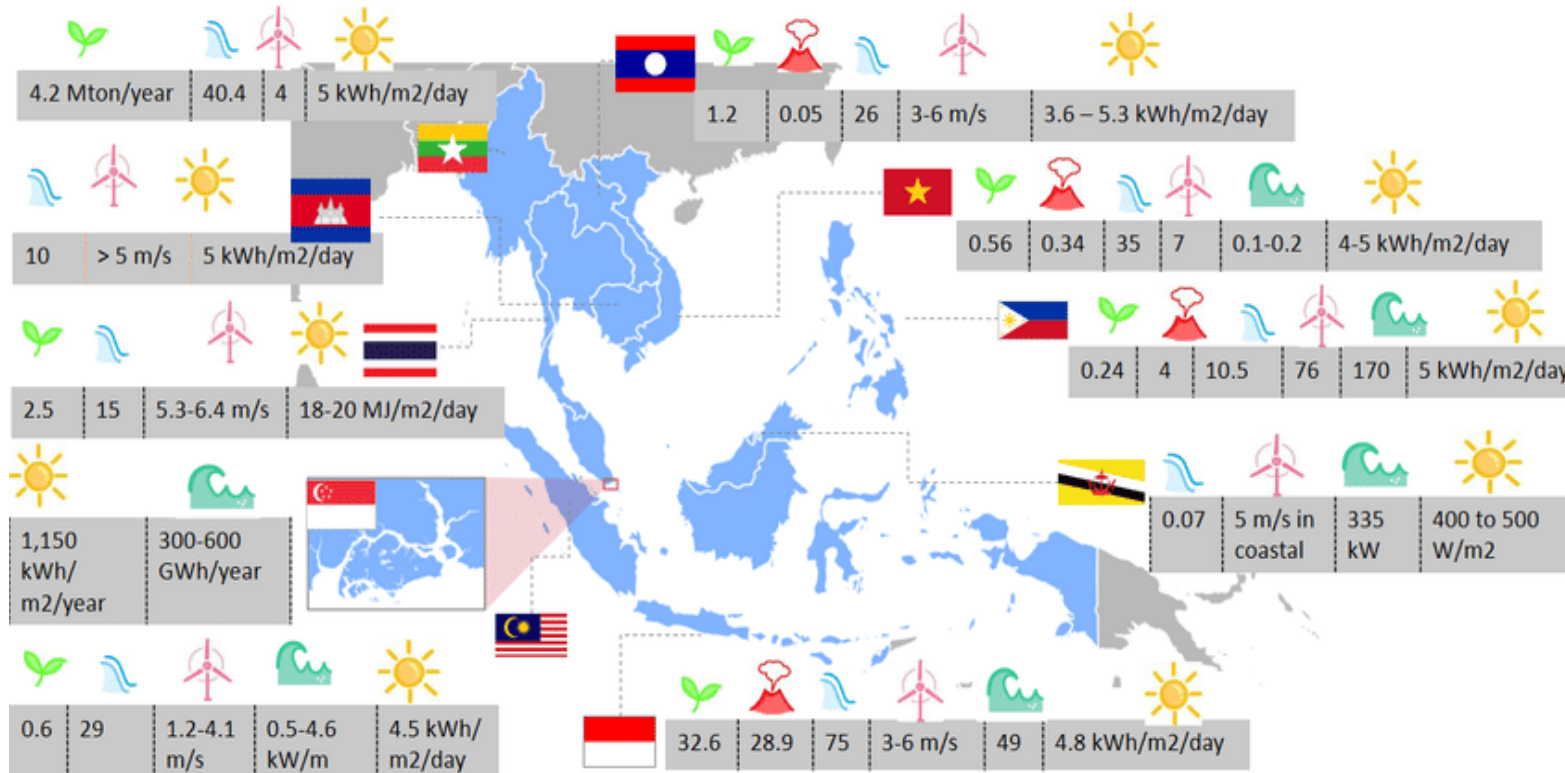 4.2 Mton/year 40.4 4 5 kWh/m2/day
1.2 0.05 26 3-6 m/s 3.6 – 5.3 kWh/m2/day
10 > 5 m/s 5 kWh/m2/day
0.56 0.34 35 7 0.1-0.2 4-5 kWh/m2/day
0.24 4 10.5 76 170 5 kWh/m2/day
2.5 15 5.3-6.4 m/s 18-20 MJ/m2/day
0.07
5 m/s in
coastal
335
kW
400 to 500
W/m2
1,150
kWh/
m2/year
300-600
GWh/year
0.6
29
1.2-4.1
m/s
0.5-4.6
kW/m
4.5 kWh/
m2/day
32.6 28.9 75 3-6 m/s 49 4.8 kWh/m2/day